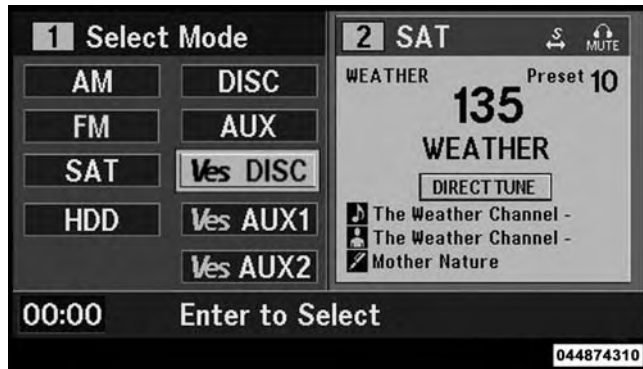 1 Select Mode
AM
DISC
FM
AUX
SAT
Ves DISC
HDD
Ves AUX1
Ves AUX2
2 SAT
S
MUTE
WEATHER
Preset 10
135
WEATHER
DIRECT TUNE
The Weather Channel -
The Weather Channel -
Mother Nature
00:00 Enter to Select
044874310